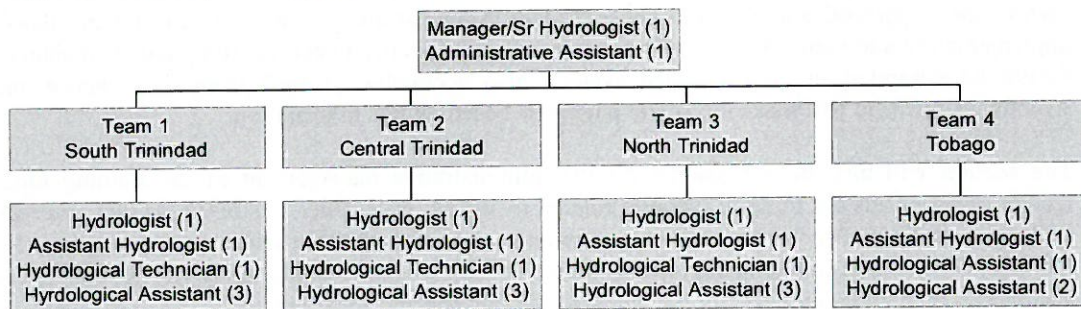 Manager/Sr Hydrologist (1)
Administrative Assistant (1)
Team 1
South Trinindad
Team 2
Central Trinidad
Team 3
North Trinidad
Team 4
Tobago
Hydrologist (1)
Assistant Hydrologist (1)
Hydrological Technician (1)
Hyrdological Assistant (3)
Hydrologist (1)
Assistant Hydrologist (1)
Hydrological Technician (1)
Hydrological Assistant (3)
Hydrologist (1)
Assistant Hydrologist (1)
Hydrological Technician (1)
Hydrological Assistant (3)
Hydrologist (1)
Assistant Hydrologist (1)
Hydrological Assistant (1)
Hydrological Assistant (2)